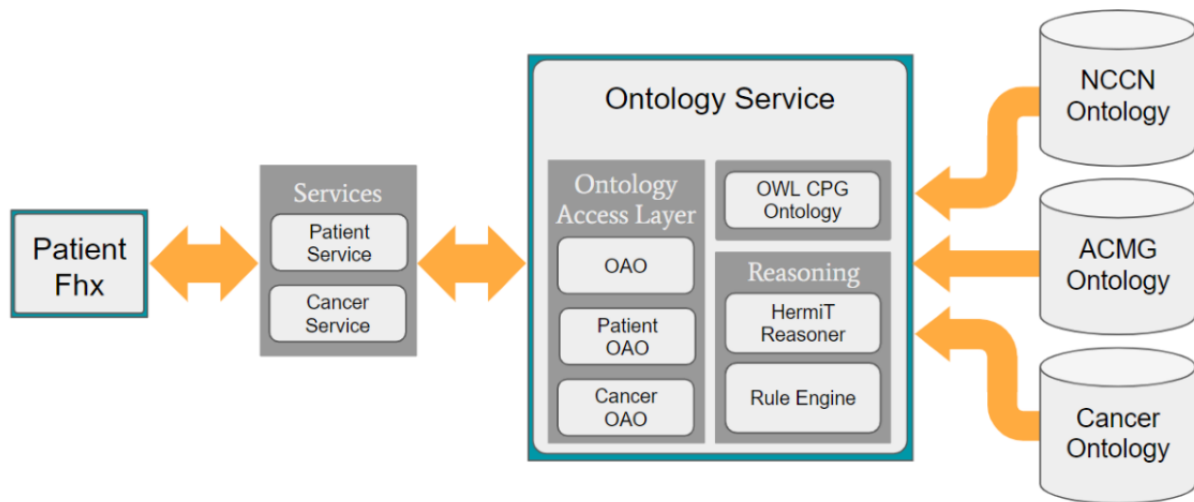 Patient
Fhx
Services
Patient
Service
Cancer
Service
Ontology Service
Ontology
Access Layer
OAO
Patient
OAO
Cancer
OAO
OWL CPG
Ontology
Reasoning
HermiT
Reasoner
Rule Engine
NCCN
Ontology
ACMG
Ontology
Cancer
Ontology